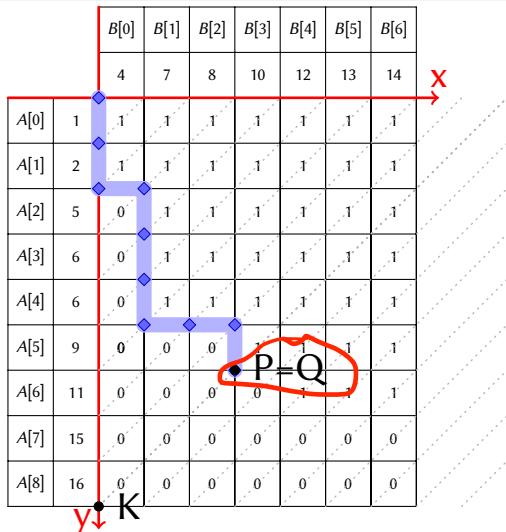 B[0] B[1] B[2] B[3] B[4] B[5] B[6]
4 7 8 10 12 13 14
x
A[0] 1 1 1 1 1 1 1 1
A[1] 2 1 1 1 1 1 1 1
A[2] 5 0 1 1 1 1 1 1
A[3] 6 0 1 1 1 1 1 1
A[4] 6 0 1 1 1 1 1 1
A[5] 9 0 0 0 1 1 1 1
P=Q
A[6] 11 0 0 0 0 1 1 1
A[7] 15 0 0 0 0 0 0 0
A[8] 16 0 0 0 0 0 0 0
y K